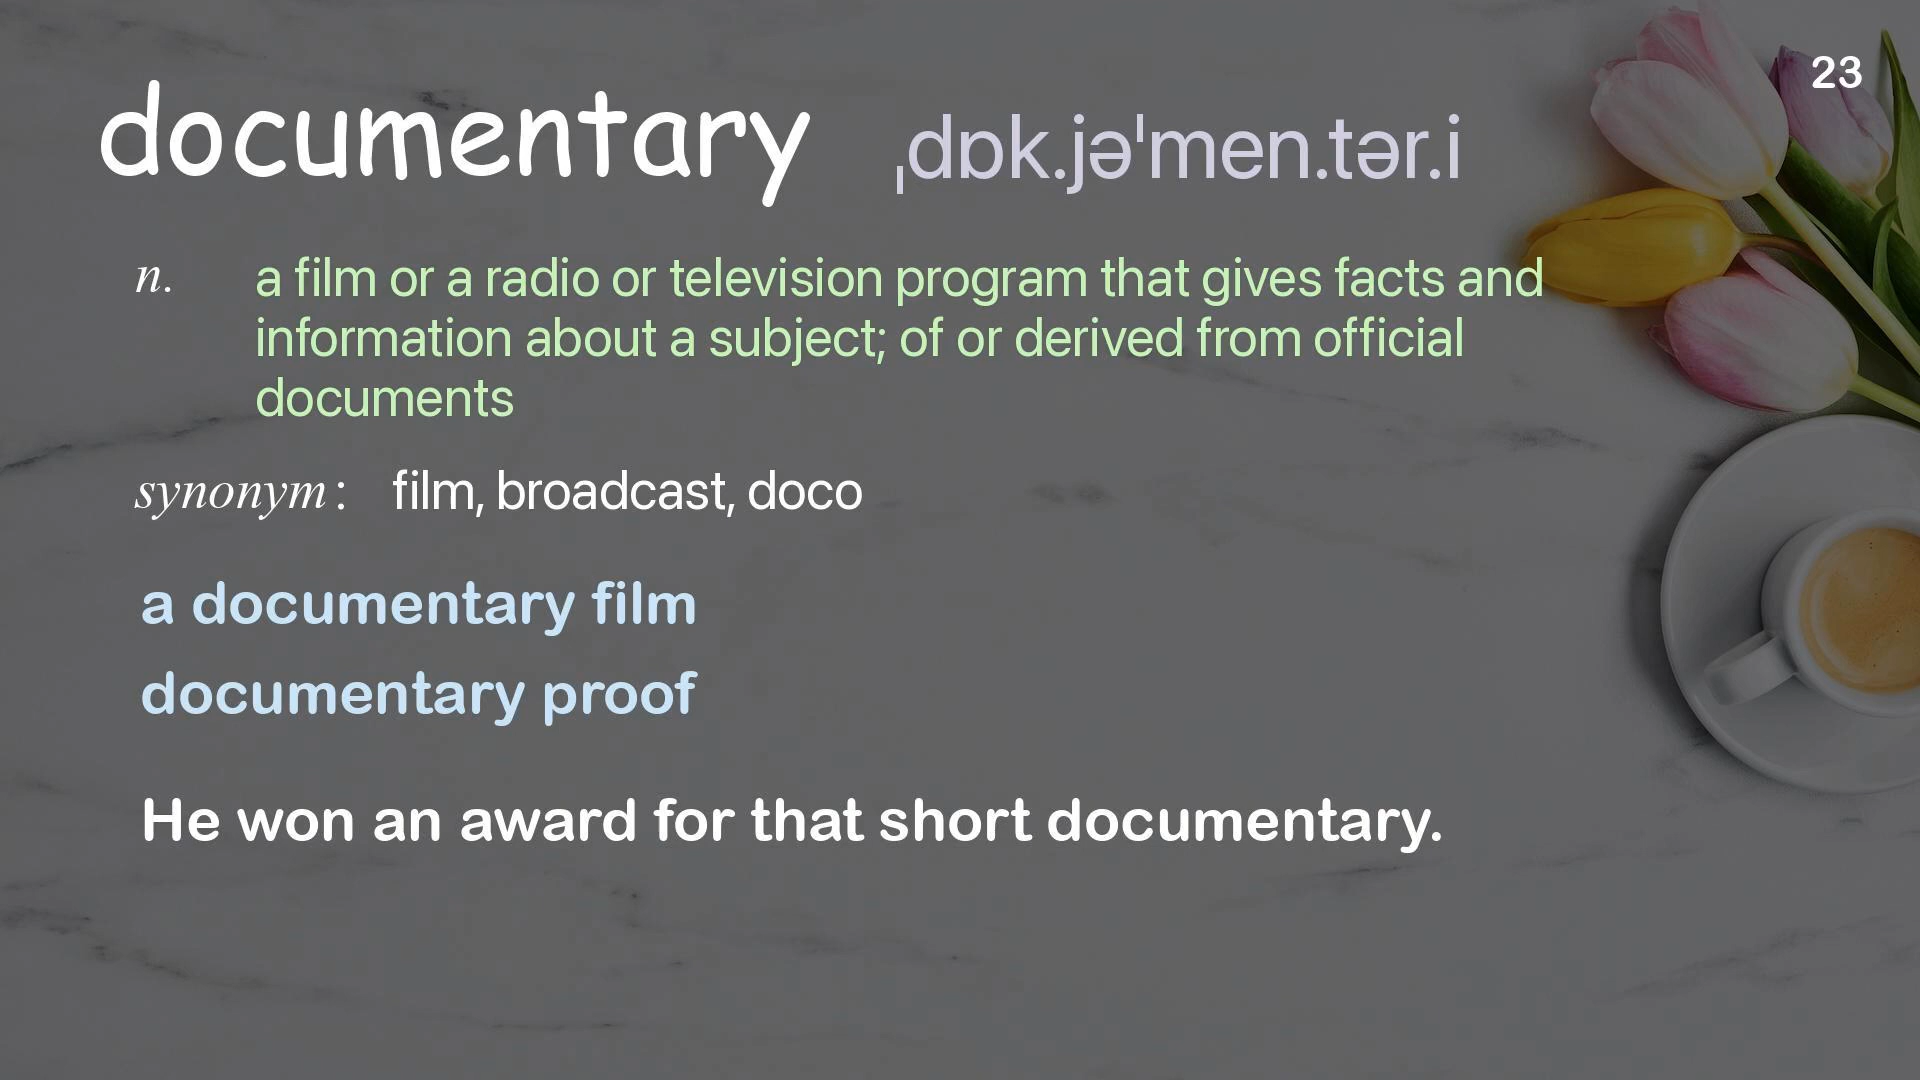 23
documentary ˌdɒk.jəˈmen.tər.i
n. a film or a radio or television program that gives facts and
information about a subject; of or derived from official
documents
synonym: film, broadcast, doco
a documentary film
documentary proof
He won an award for that short documentary.